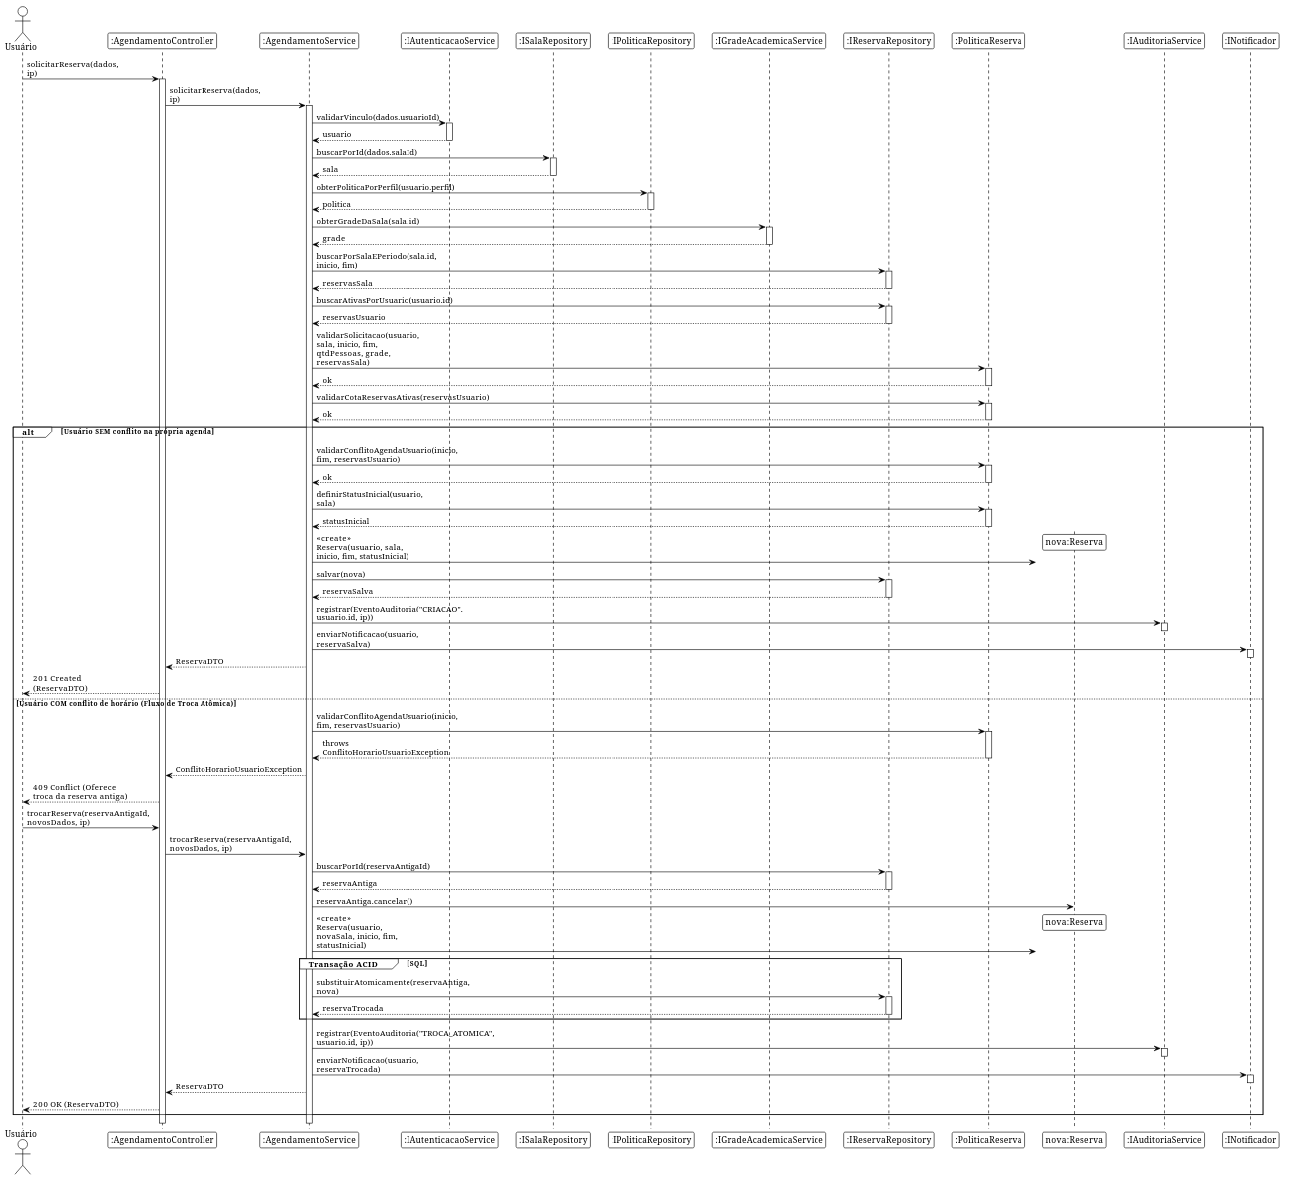 Usuário
:AgendamentoController
:AgendamentoService
:IAutenticacaoService
:ISalaRepository
IPoliticaRepository
:IGradeAcademicaService
:IReservaRepository
:PoliticaReserva
:IAuditoriaService
:INotificador
solicitarReserva(dados,
ip)
solicitarReserva(dados,
ip)
validarVinculo(dados.usuarioId)
usuario
buscarPorId(dados.salaId)
sala
obterPoliticaPorPerfil(usuario.perfil)
politica
obterGradeDaSala(sala.id)
grade
buscarPorSalaEPeriodo(sala.id,
inicio, fim)
reservasSala
buscarAtivasPorUsuario(usuario.id)
reservasUsuario
validarSolicitacao(usuario,
sala, inicio, fim,
qtdPessoas, grade,
reservasSala)
ok
validarCotaReservasAtivas(reservasUsuario)
ok
alt
[Usuário SEM conflito na própria agenda]
validarConflitoAgendaUsuario(inicio,
fim, reservasUsuario)
ok
definirStatusInicial(usuario,
sala)
statusInicial
«create»
Reserva(usuario, sala,
inicio, fim, statusInicial)
nova:Reserva
salvar(nova)
reservaSalva
registrar(EventoAuditoria("CRIACAO",
usuario.id, ip))
enviarNotificacao(usuario,
reservaSalva)
ReservaDTO
201 Created
(ReservaDTO)
[Usuário COM conflito de horário (Fluxo de Troca Atômica)]
validarConflitoAgendaUsuario(inicio,
fim, reservasUsuario)
throws
ConflitoHorarioUsuarioException
ConflitoHorarioUsuarioException
409 Conflict (Oferece
troca da reserva antiga)
trocarReserva(reservaAntigaId,
novosDados, ip)
trocarReserva(reservaAntigaId,
novosDados, ip)
buscarPorId(reservaAntigaId)
reservaAntiga
reservaAntiga.cancelar()
«create»
Reserva(usuario,
novaSala, inicio, fim,
statusInicial)
nova:Reserva
Transação ACID
[SQL]
substituirAtomicamente(reservaAntiga,
nova)
reservaTrocada
registrar(EventoAuditoria("TROCA_ATOMICA",
usuario.id, ip))
enviarNotificacao(usuario,
reservaTrocada)
ReservaDTO
200 OK (ReservaDTO)
Usuário
:AgendamentoController
:AgendamentoService
:IAutenticacaoService
:ISalaRepository
IPoliticaRepository
:IGradeAcademicaService
:IReservaRepository
:PoliticaReserva
nova:Reserva
:IAuditoriaService
:INotificador